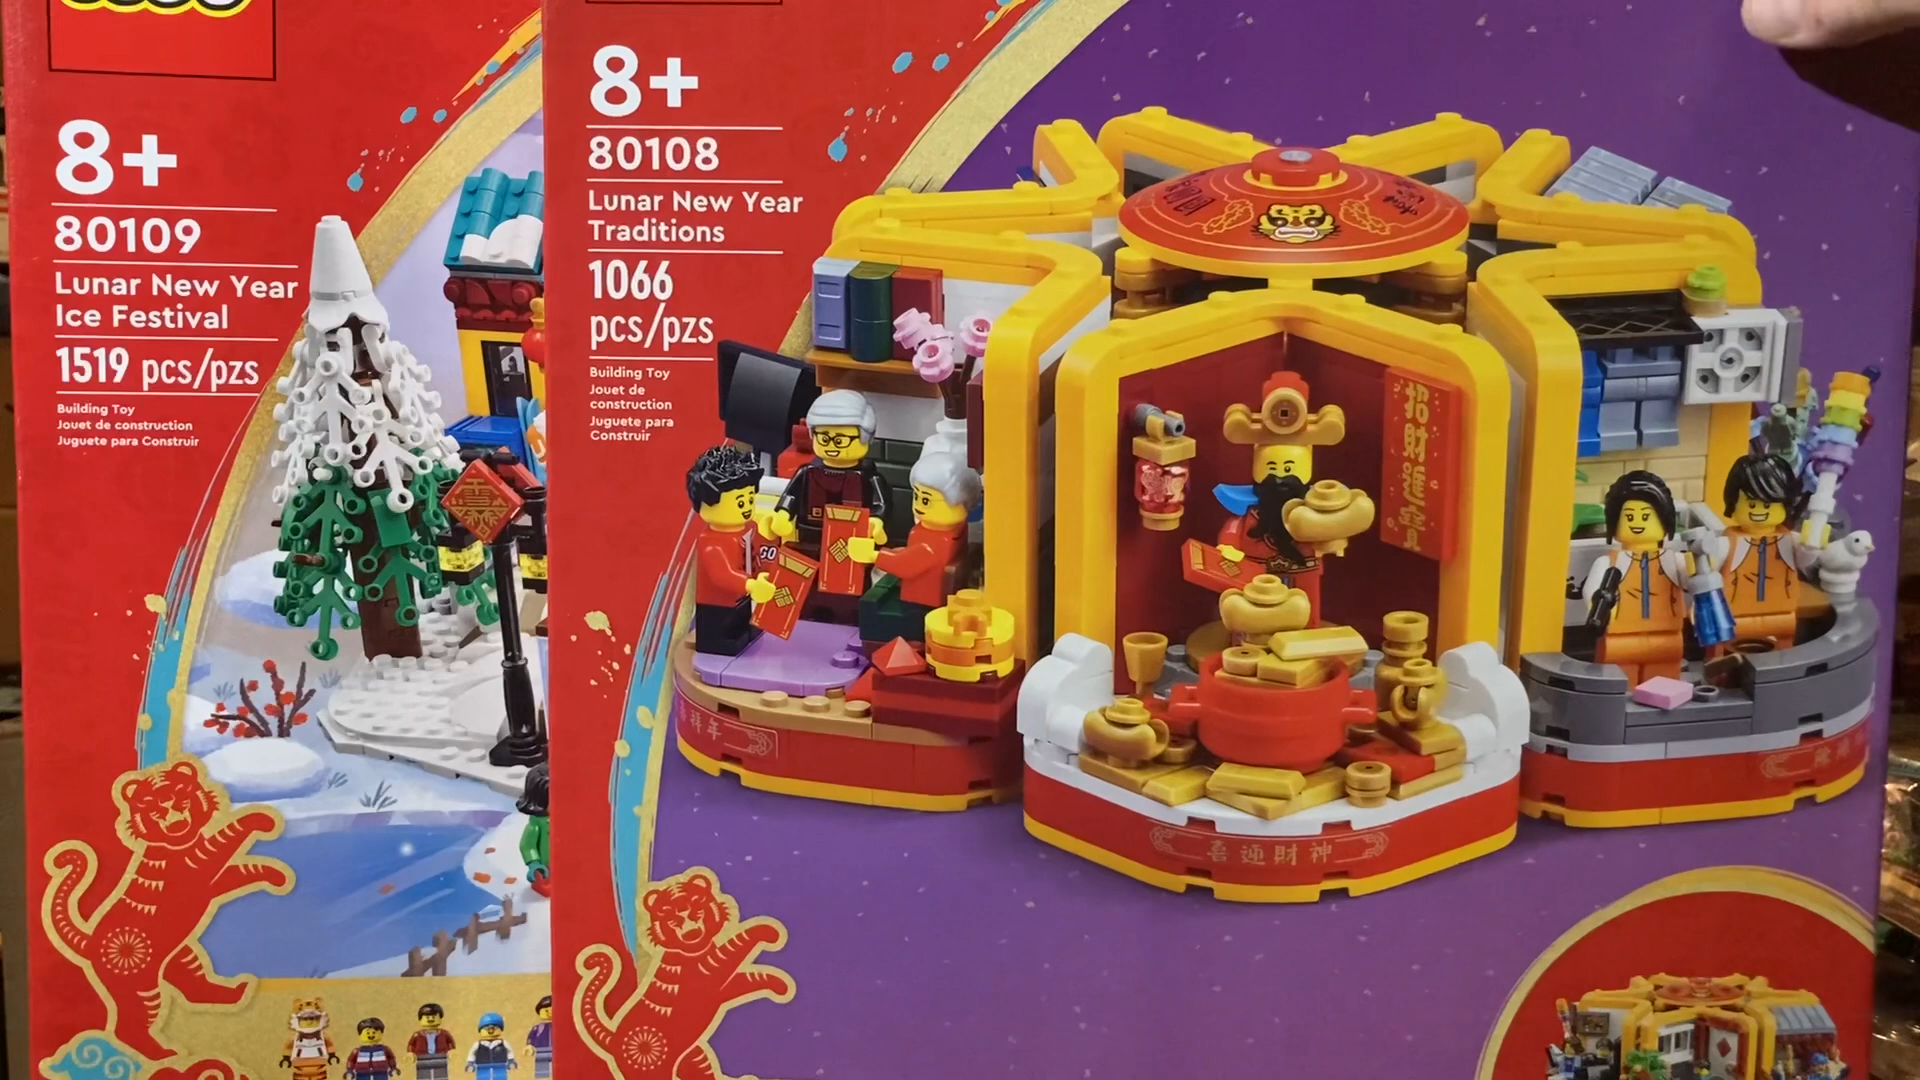 8+
80109
Lunar New Year
Ice Festival
1519 pcs/pzs
Building Toy
Jouet de construction
Juguete para Construir
8+
80108
Lunar New Year
Traditions
1066
pcs/pzs
Building Toy
Jouet de
construction
Juguete para
Construir
招財進寶
喜迎財神